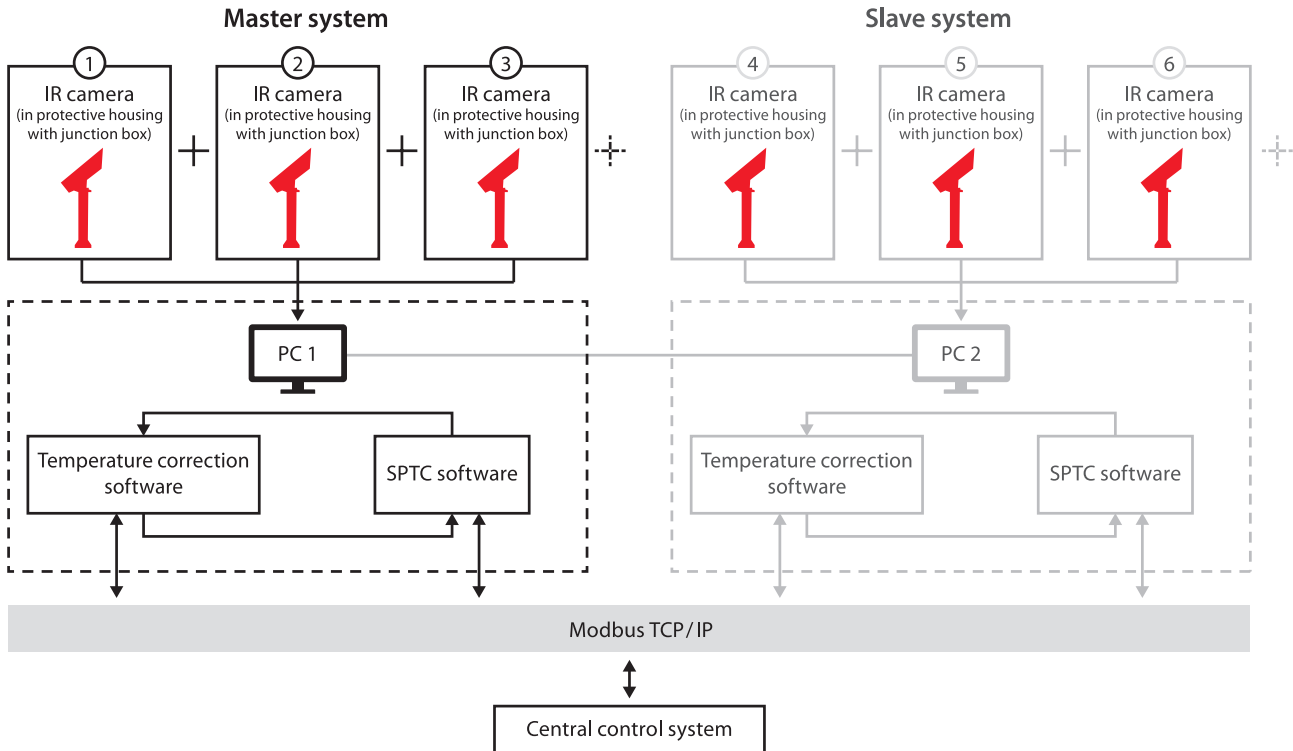 Master system
Slave system
1
2
3
4
5
6
IR camera
(in protective housing
with junction box)
IR camera
(in protective housing
with junction box)
IR camera
(in protective housing
with junction box)
IR camera
(in protective housing
with junction box)
IR camera
(in protective housing
with junction box)
IR camera
(in protective housing
with junction box)
PC 1
PC 2
Temperature correction
software
SPTC software
Temperature correction
software
SPTC software
Modbus TCP/IP
Central control system